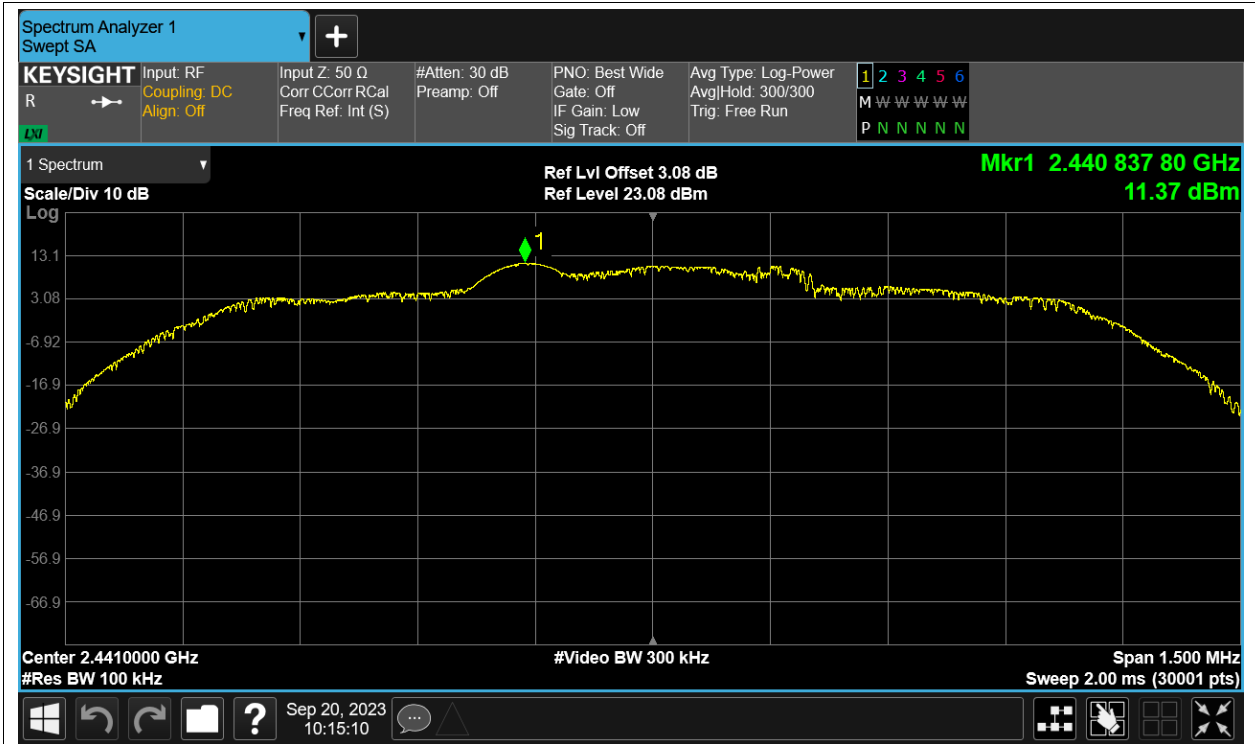 Spectrum Analyzer 1
Swept SA
KEYSIGHT
R
LXI
Input: RF
Coupling: DC
Align: Off
Input Z: 50 Ω
Corr CCorr RCal
Freq Ref: Int (S)
#Atten: 30 dB
Preamp: Off
PNO: Best Wide
Gate: Off
IF Gain: Low
Sig Track: Off
Avg Type: Log-Power
Avg|Hold: 300/300
Trig: Free Run
1 2 3 4 5 6
M W W W W W
P N N N N N
1 Spectrum
Scale/Div 10 dB
Log
Ref Lvl Offset 3.08 dB
Ref Level 23.08 dBm
Mkr1 2.440 837 80 GHz
11.37 dBm
1
13.1
3.08
-6.92
-16.9
-26.9
-36.9
-46.9
-56.9
-66.9
Center 2.4410000 GHz
#Res BW 100 kHz
#Video BW 300 kHz
Span 1.500 MHz
Sweep 2.00 ms (30001 pts)
?
Sep 20, 2023
10:15:10